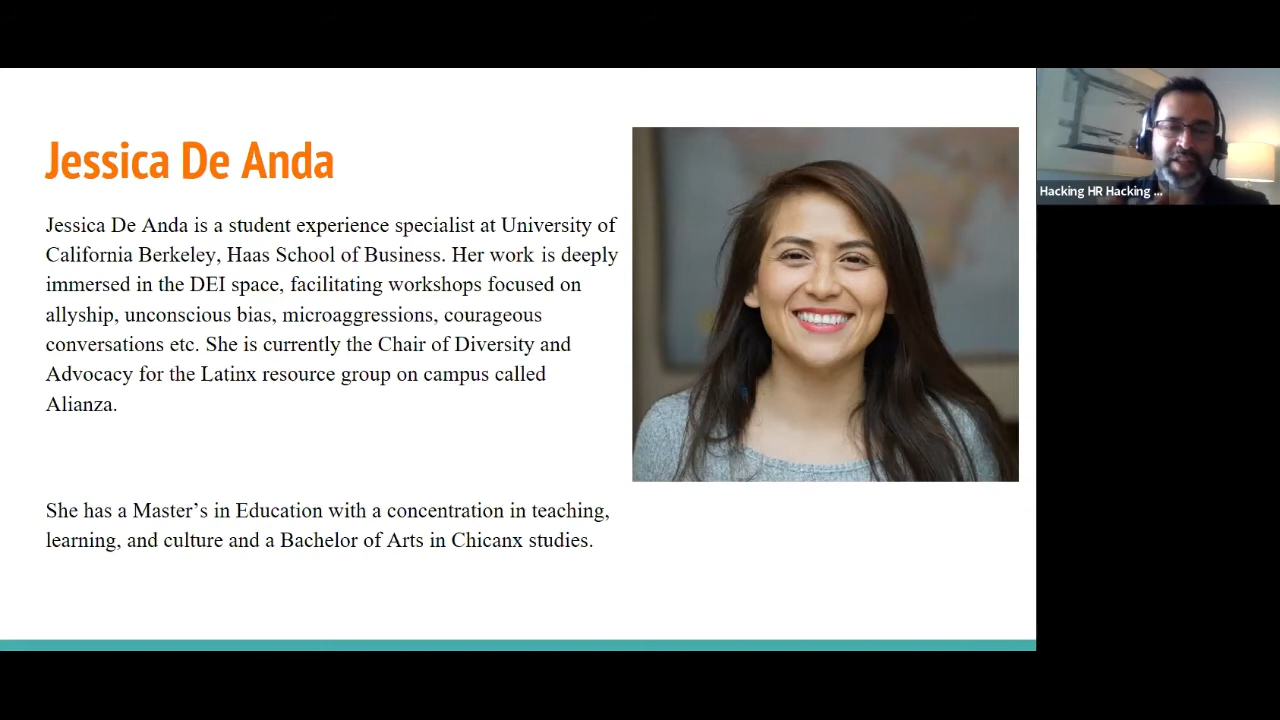 Jessica De Anda
Jessica De Anda is a student experience specialist at University of
California Berkeley, Haas School of Business. Her work is deeply
immersed in the DEI space, facilitating workshops focused on
allyship, unconscious bias, microaggressions, courageous
conversations etc. She is currently the Chair of Diversity and
Advocacy for the Latinx resource group on campus called
Alianza.
She has a Master’s in Education with a concentration in teaching,
learning, and culture and a Bachelor of Arts in Chicanx studies.
Hacking HR Hacking ...